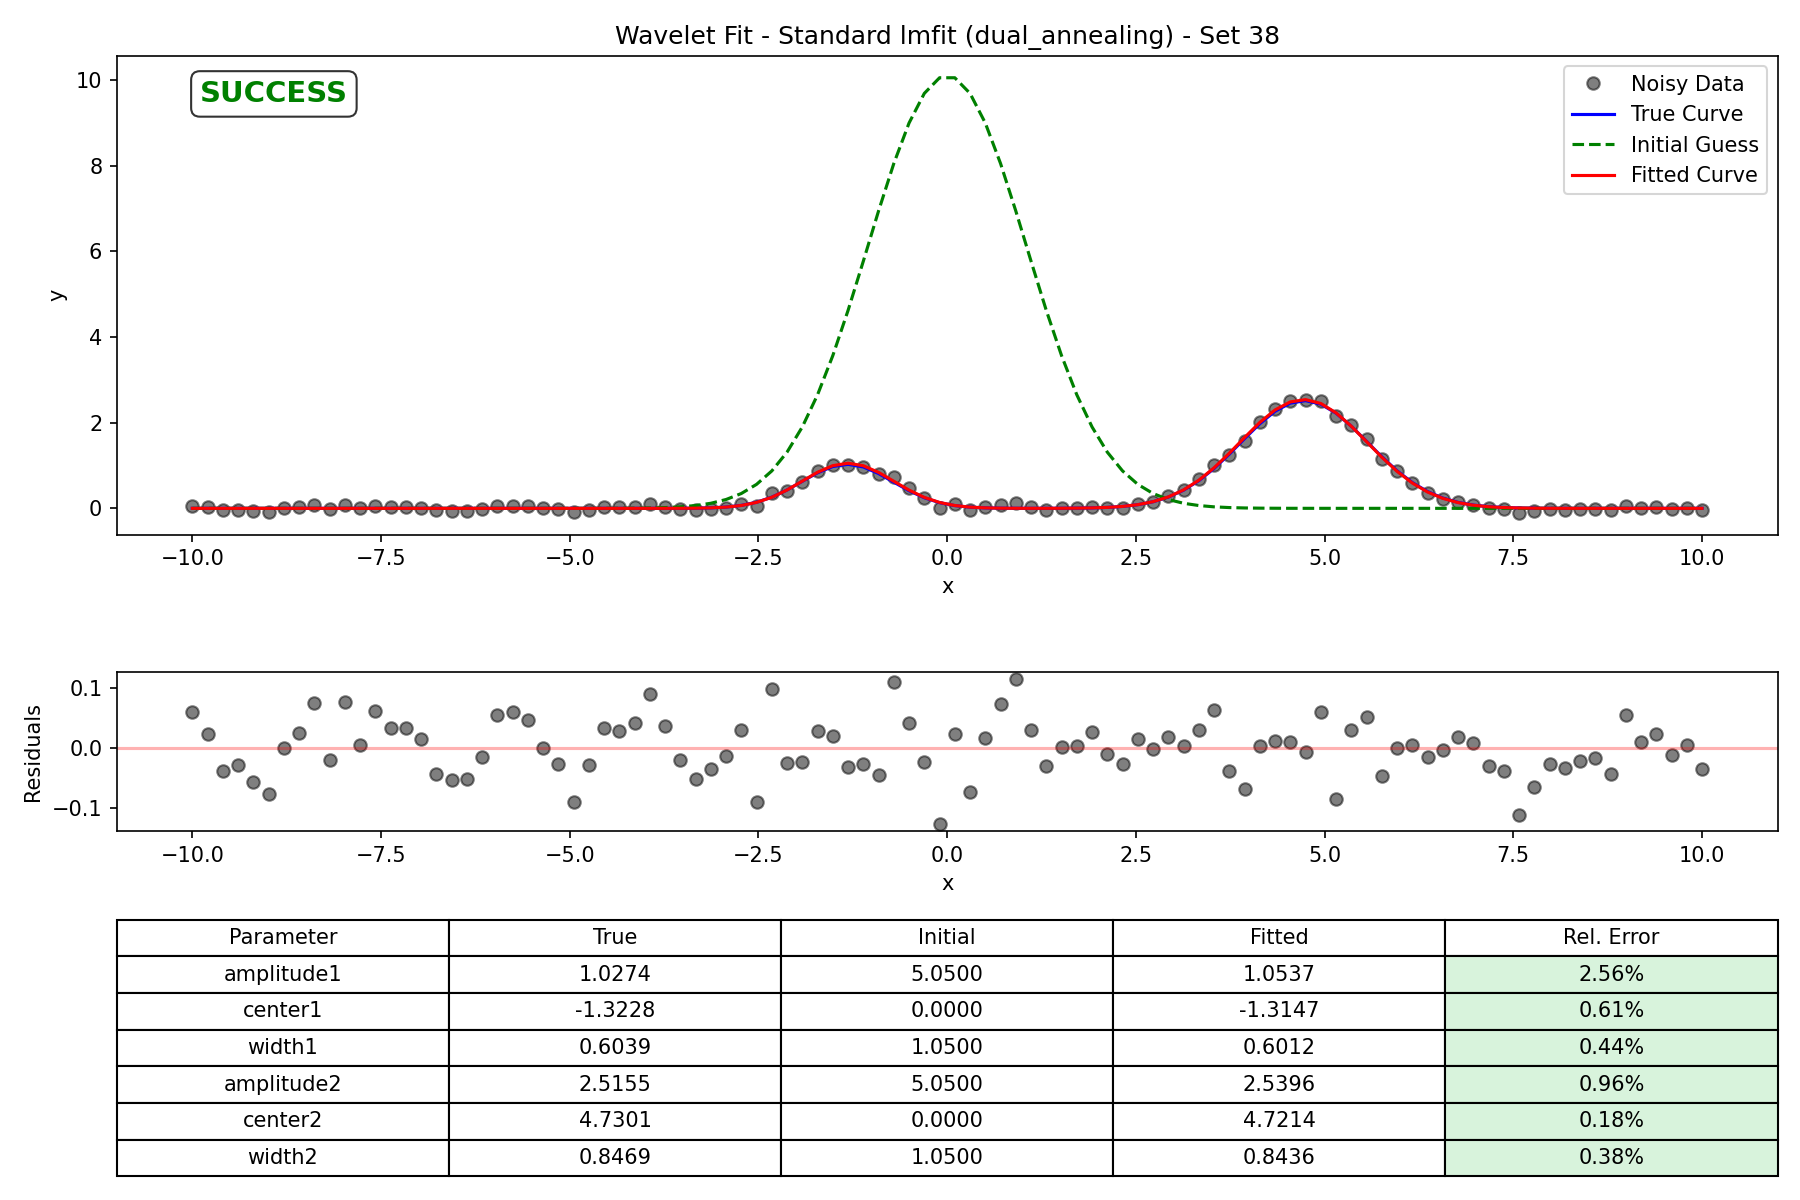 Wavelet Fit - Standard lmfit (dual_annealing) - Set 38
SUCCESS
Noisy Data
True Curve
Initial Guess
Fitted Curve
y
10
8
6
4
2
0
−10.0 −7.5 −5.0 −2.5 0.0 2.5 5.0 7.5 10.0
x
Residuals
0.1
0.0
−0.1
−10.0 −7.5 −5.0 −2.5 0.0 2.5 5.0 7.5 10.0
x
Parameter True Initial Fitted Rel. Error
amplitude1 1.0274 5.0500 1.0537 2.56%
center1 -1.3228 0.0000 -1.3147 0.61%
width1 0.6039 1.0500 0.6012 0.44%
amplitude2 2.5155 5.0500 2.5396 0.96%
center2 4.7301 0.0000 4.7214 0.18%
width2 0.8469 1.0500 0.8436 0.38%